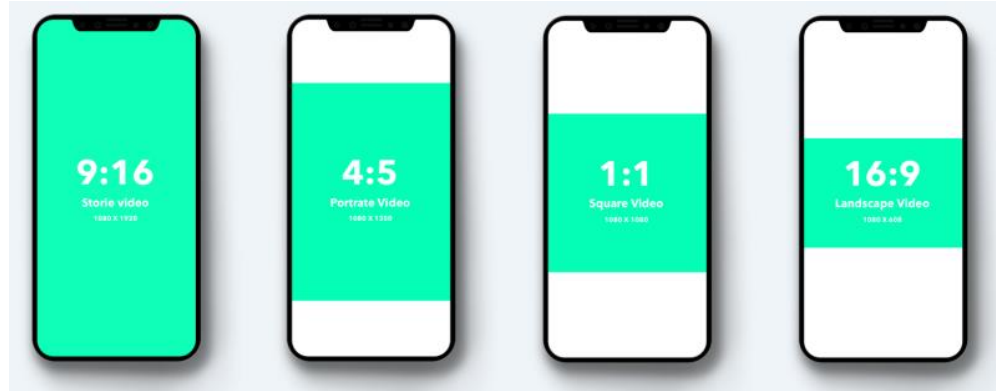 9:16
Storie video
1080 X 1920
4:5
Portrate Video
1080 X 1350
1:1
Square Video
1080 X 1080
16:9
Landscape Video
1080 X 608